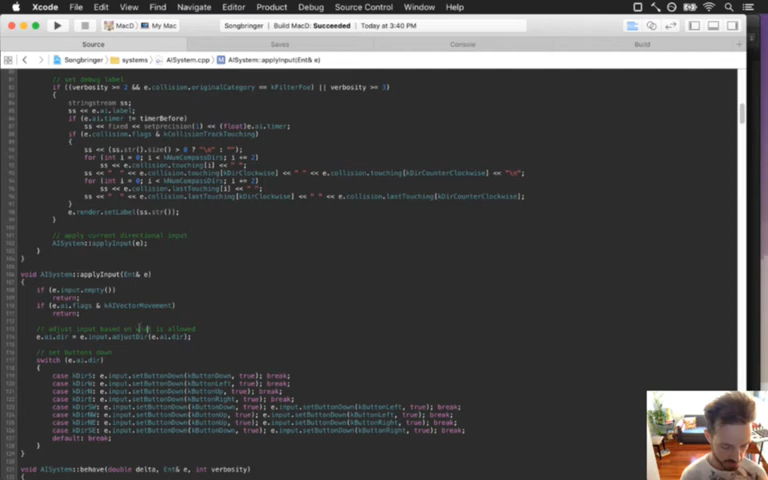 Xcode File Edit View Find Navigate Editor Product Debug Source Control Window Help
MacD My Mac
Songbringer Build MacD: Succeeded Today at 3:40 PM
Source Saves Console Build
Songbringer systems AISystem.cpp AISystem::applyInput(Ent& e)
// set debug label
if ((verbosity >= 2 && e.collision.originalCategory == kFilterFoe) || verbosity >= 3)
{
stringstream ss;
ss << e.ai.label;
if (e.ai.timer != timerBefore)
ss << fixed << setprecision(1) << (float)e.ai.timer;
if (e.collision.flags & kCollisionTrackTouching)
{
ss << (ss.str().size() > 0 ? "\n" : "");
for (int i = 0; i < kNumCompassDirs; i += 2)
ss << e.collision.touching[i] << " ";
ss << " " << e.collision.touching[kDirClockwise] << " " << e.collision.touching[kDirCounterClockwise] << "\n";
for (int i = 0; i < kNumCompassDirs; i += 2)
ss << e.collision.lastTouching[i] << " ";
ss << " " << e.collision.lastTouching[kDirClockwise] << " " << e.collision.lastTouching[kDirCounterClockwise];
}
e.render.setLabel(ss.str());
}
// apply current directional input
AISystem::applyInput(e);
}
}
void AISystem::applyInput(Ent& e)
{
if (e.input.empty())
return;
if (e.ai.flags & kAIVectorMovement)
return;
// adjust input based on what is allowed
e.ai.dir = e.input.adjustDir(e.ai.dir);
// set buttons down
switch (e.ai.dir)
{
case kDirS: e.input.setButtonDown(kButtonDown, true); break;
case kDirW: e.input.setButtonDown(kButtonLeft, true); break;
case kDirN: e.input.setButtonDown(kButtonUp, true); break;
case kDirE: e.input.setButtonDown(kButtonRight, true); break;
case kDirSW: e.input.setButtonDown(kButtonDown, true); e.input.setButtonDown(kButtonLeft, true); break;
case kDirNW: e.input.setButtonDown(kButtonUp, true); e.input.setButtonDown(kButtonLeft, true); break;
case kDirNE: e.input.setButtonDown(kButtonUp, true); e.input.setButtonDown(kButtonRight, true); break;
case kDirSE: e.input.setButtonDown(kButtonDown, true); e.input.setButtonDown(kButtonRight, true); break;
default: break;
}
}
void AISystem::behave(double delta, Ent& e, int verbosity)